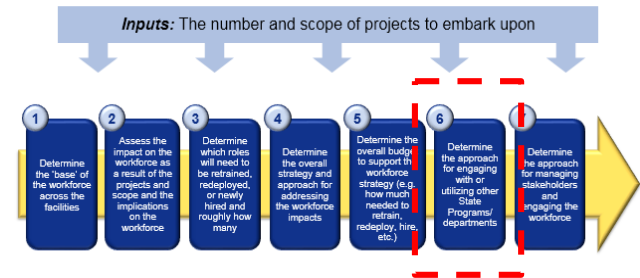 Inputs: The number and scope of projects to embark upon
1
Determine
the 'base' of
the workforce
across the
facilities
2
Assess the
impact on the
workforce as
a result of the
projects and
scope and the
implications
on the
workforce
3
Determine
which roles
will need to
be retrained,
redeployed,
or newly
hired and
roughly how
many
4
Determine
the overall
strategy and
approach for
addressing
the workforce
impacts
5
Determine the
overall budget
to support the
workforce
strategy (e.g.
how much
needed to
retrain,
redeploy, hire,
etc.)
6
Determine
the approach
for engaging
with or
utilizing other
State
Programs/
departments
7
Determine
the approach
for managing
stakeholders
and
engaging the
workforce